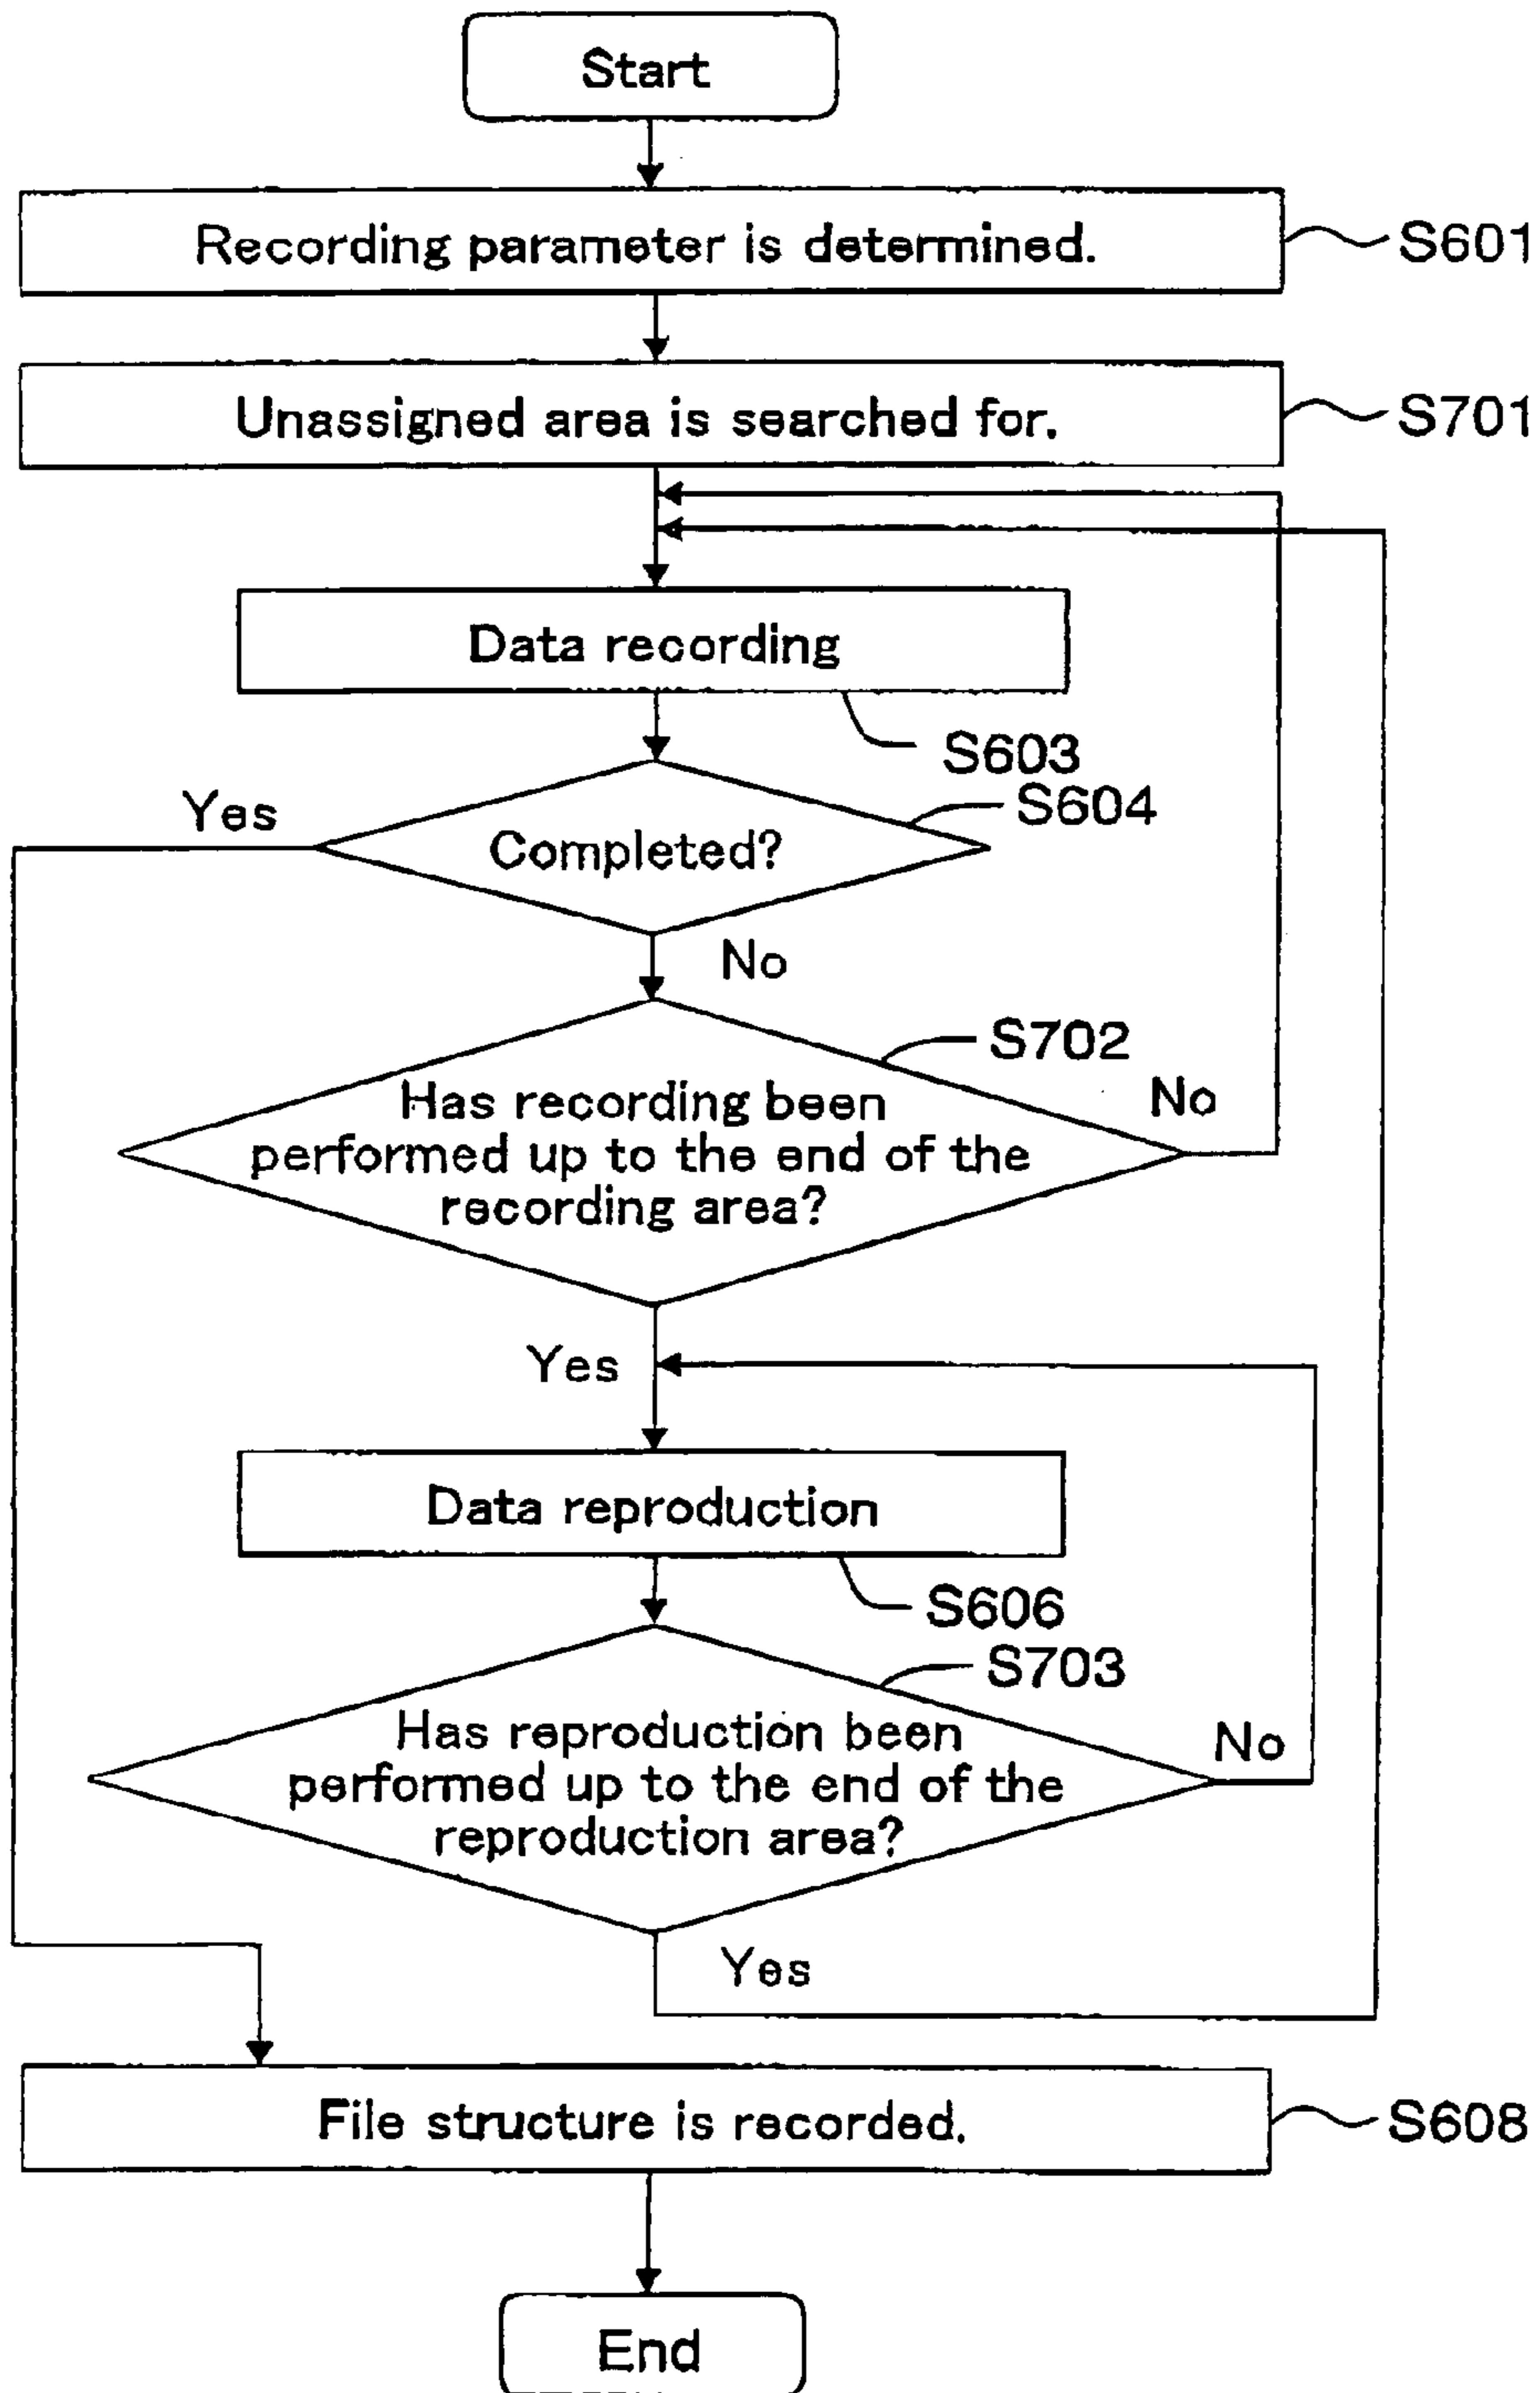 Start
Recording parameter is determined.
S601
Unassigned area is searched for.
S701
Data recording
S603
S604
Yes
Completed?
No
S702
Has recording been
No
performed up to the end of the
recording area?
Yes
Data reproduction
S606
S703
Has reproduction been
No
performed up to the end of the
reproduction area?
Yes
File structure is recorded.
S608
End